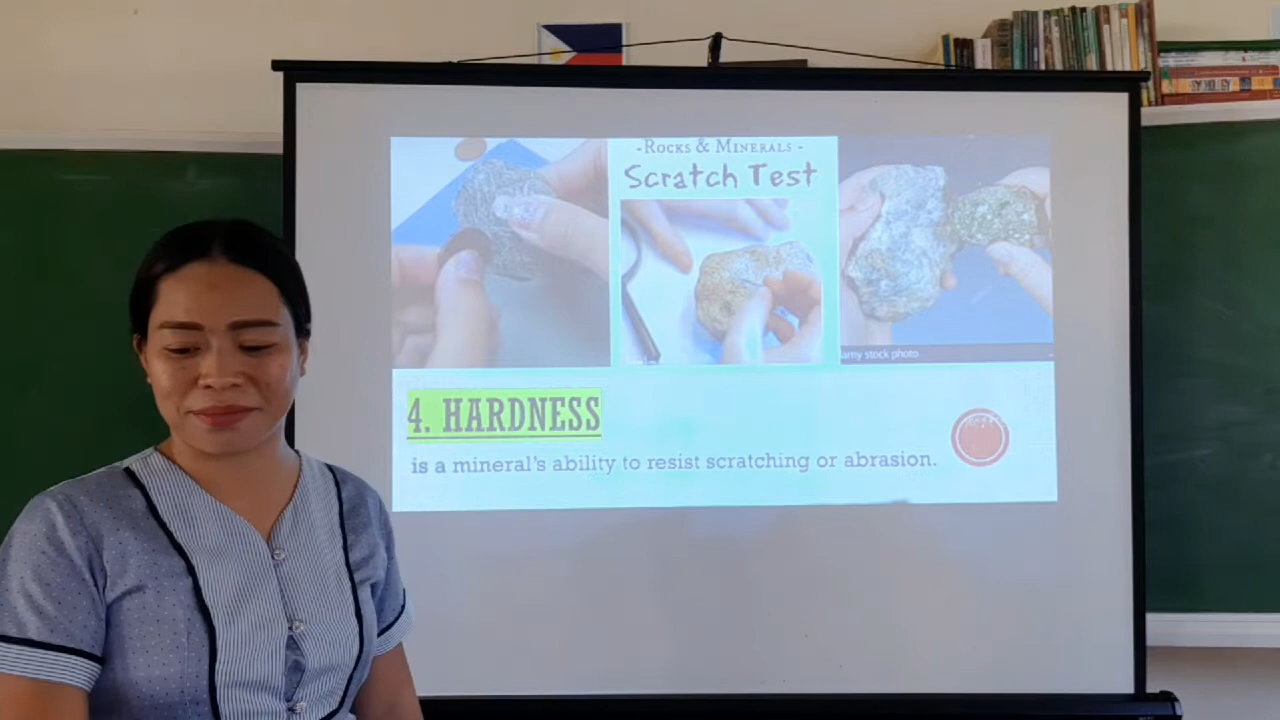 -ROCKS & MINERALS -
Scratch Test
amy stock photo
4. HARDNESS
is a mineral's ability to resist scratching or abrasion.